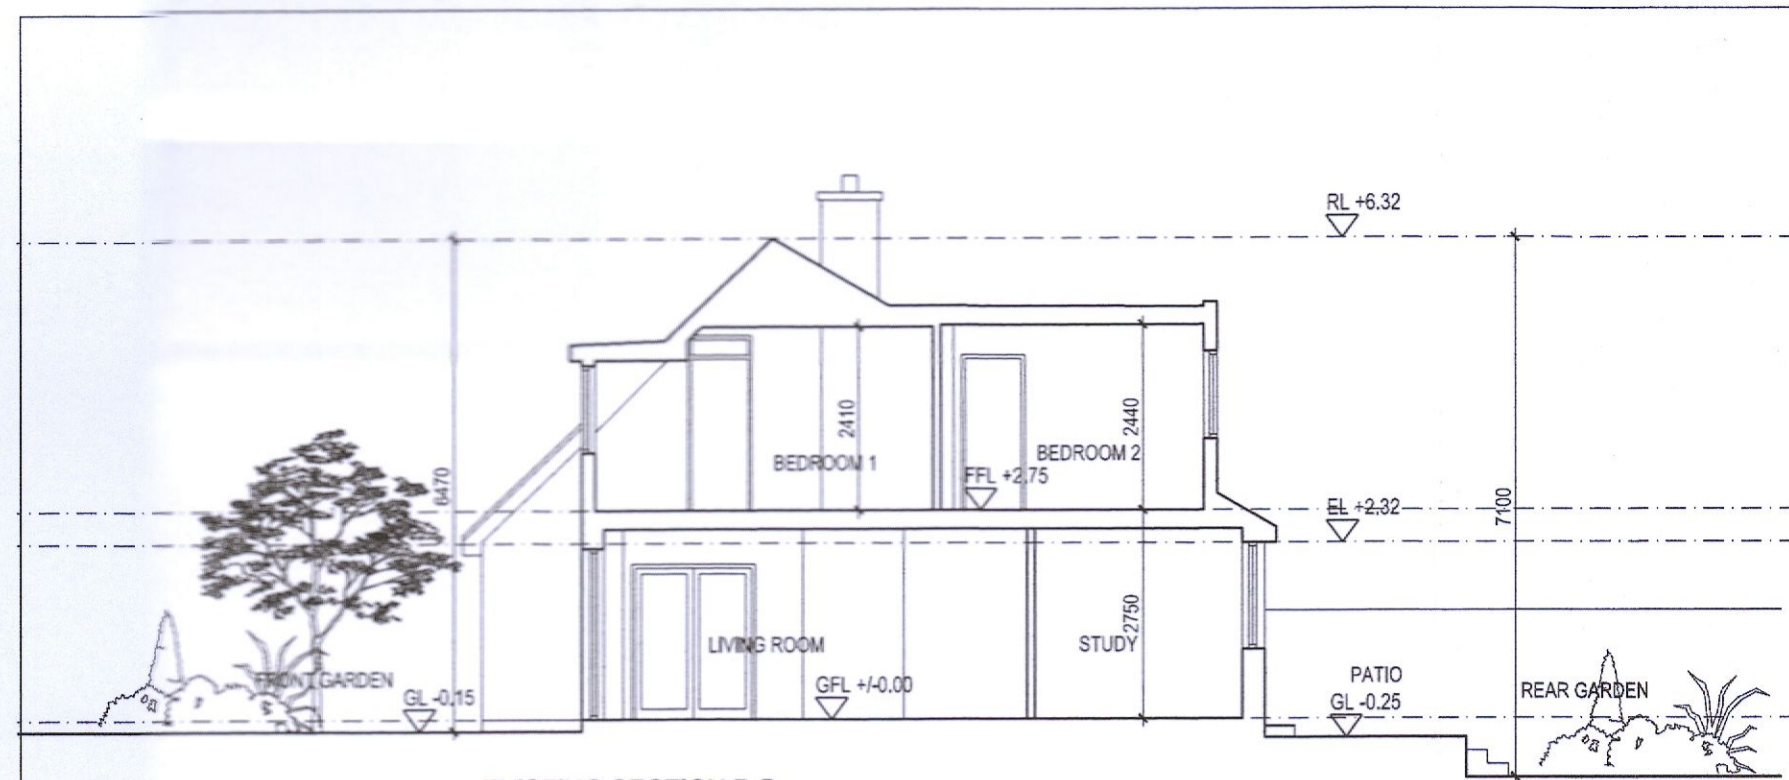 RL +6.32
6470
2410
2440
BEDROOM 1
BEDROOM 2
FFL +2.75
EL +2.32
7100
2750
LIVING ROOM
STUDY
FRONT GARDEN
GL -0.15
GFL +/-0.00
PATIO
GL -0.25
REAR GARDEN